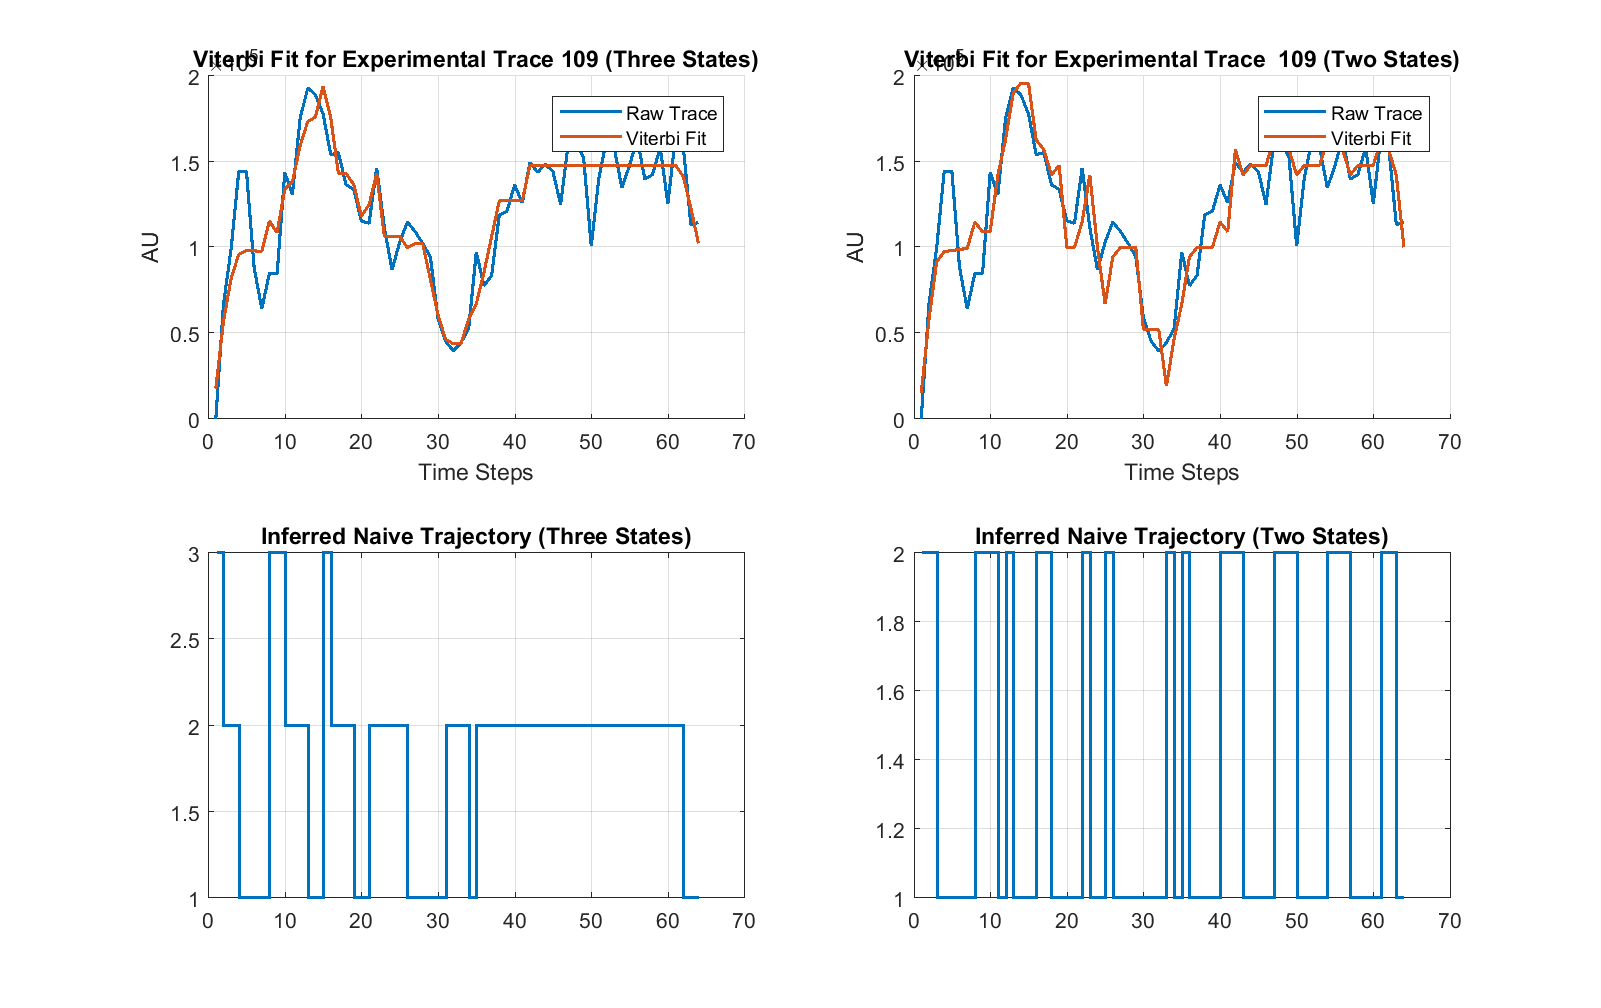 Viterbi Fit for Experimental Trace 109 (Three States)
×10^5
2
1.5
1
0.5
0
AU
0 10 20 30 40 50 60 70
Time Steps
Raw Trace
Viterbi Fit
Viterbi Fit for Experimental Trace  109 (Two States)
×10^5
2
1.5
1
0.5
0
AU
0 10 20 30 40 50 60 70
Time Steps
Raw Trace
Viterbi Fit
Inferred Naive Trajectory (Three States)
3
2.5
2
1.5
1
0 10 20 30 40 50 60 70
Inferred Naive Trajectory (Two States)
2
1.8
1.6
1.4
1.2
1
0 10 20 30 40 50 60 70